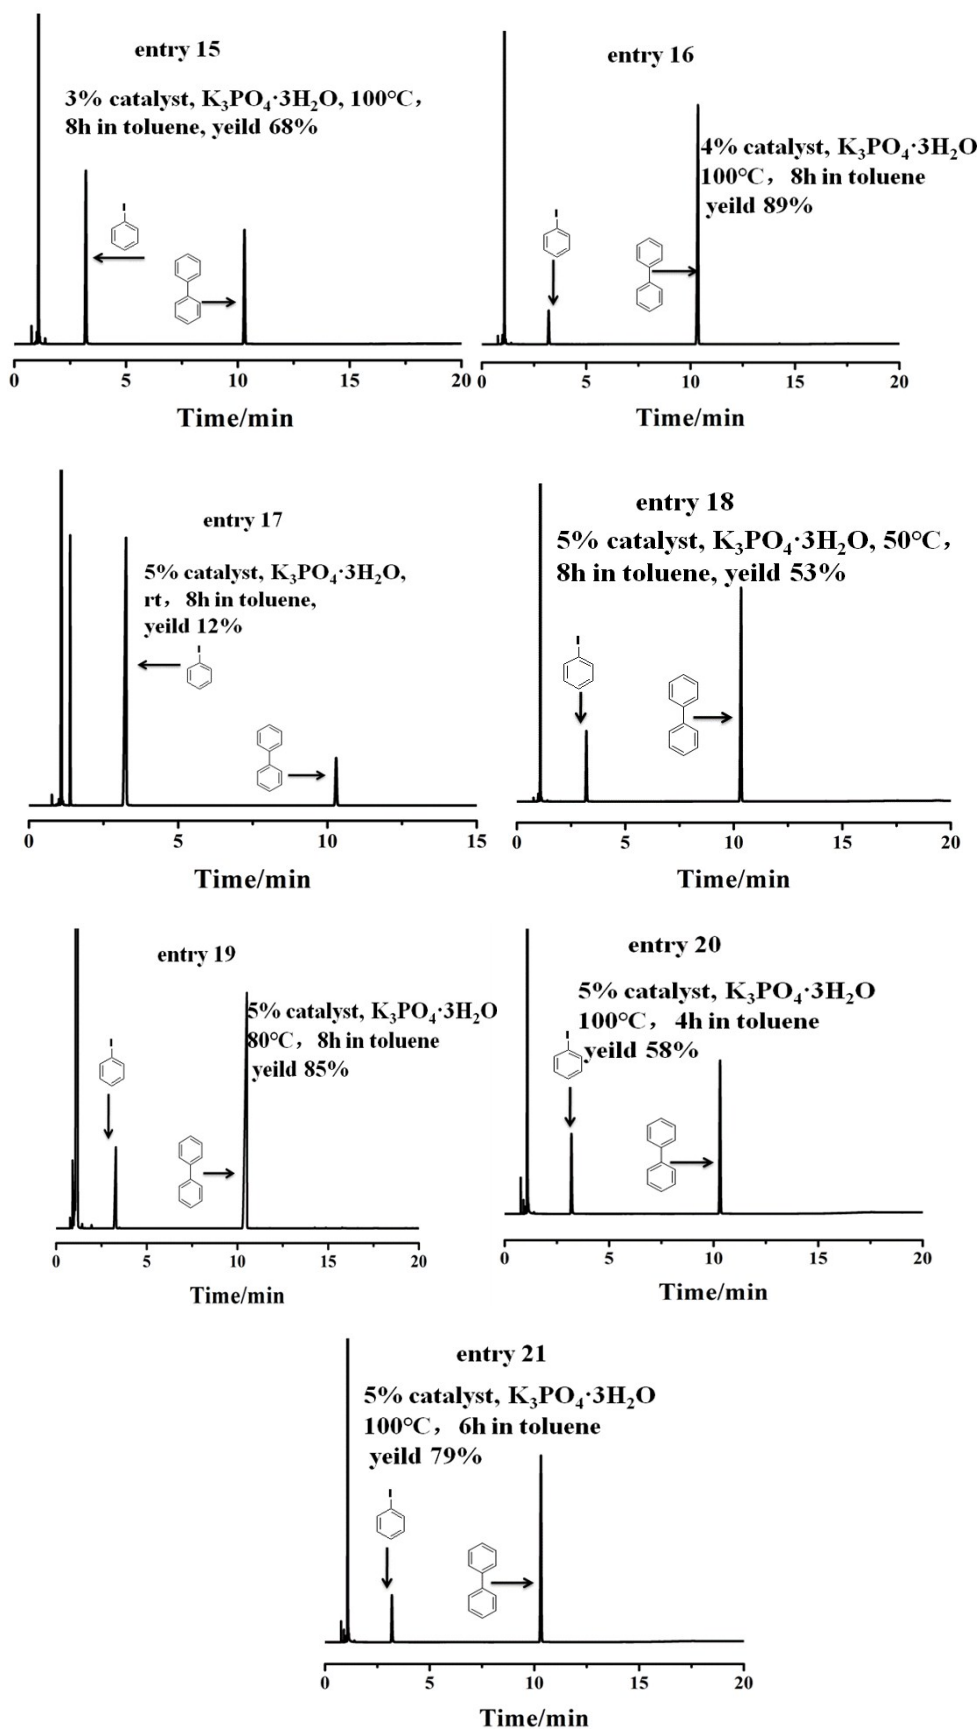 entry 15
3% catalyst, K₃PO₄·3H₂O, 100°C,
8h in toluene, yeild 68%
I
0 5 10 15 20
Time/min
entry 16
4% catalyst, K₃PO₄·3H₂O
100°C, 8h in toluene
yeild 89%
I
0 5 10 15 20
Time/min
entry 17
5% catalyst, K₃PO₄·3H₂O,
rt, 8h in toluene,
yeild 12%
I
0 5 10 15
Time/min
entry 18
5% catalyst, K₃PO₄·3H₂O, 50°C,
8h in toluene, yeild 53%
I
0 5 10 15 20
Time/min
entry 19
5% catalyst, K₃PO₄·3H₂O
80°C, 8h in toluene
yeild 85%
I
0 5 10 15 20
Time/min
entry 20
5% catalyst, K₃PO₄·3H₂O
100°C, 4h in toluene
yeild 58%
I
0 5 10 15 20
Time/min
entry 21
5% catalyst, K₃PO₄·3H₂O
100°C, 6h in toluene
yeild 79%
I
0 5 10 15 20
Time/min